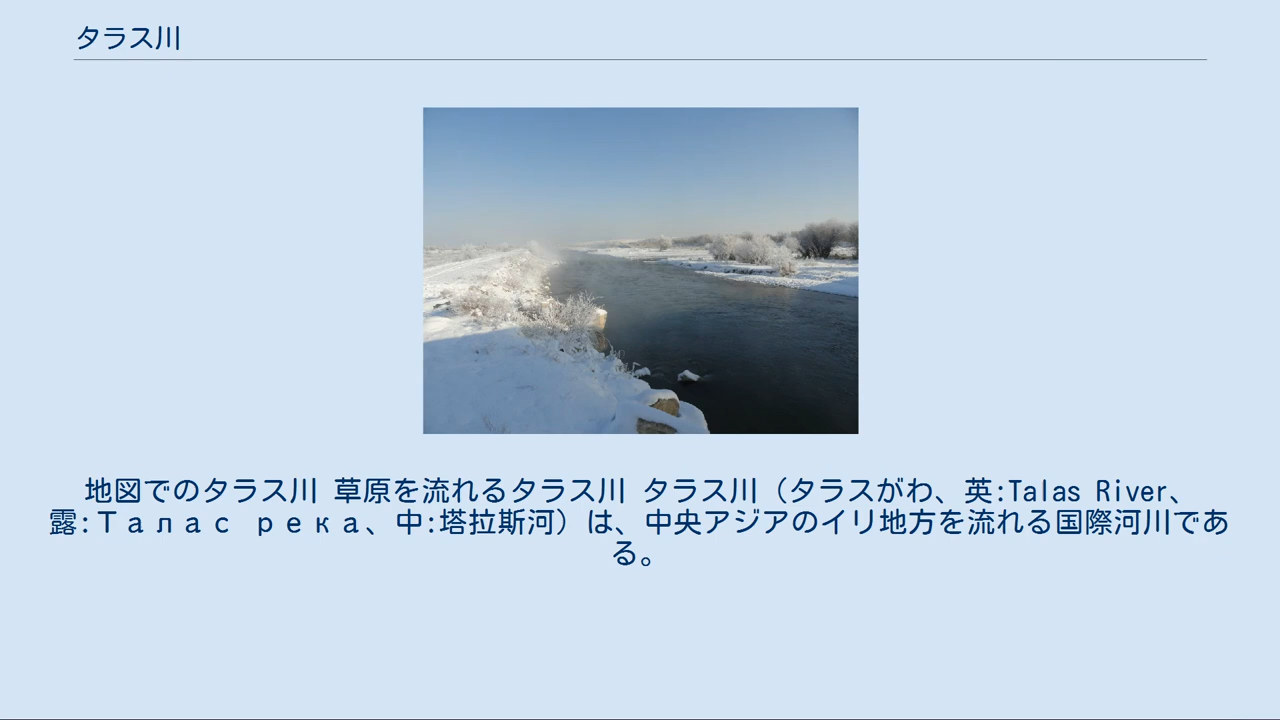 タラス川
地図でのタラス川 草原を流れるタラス川 タラス川（タラスがわ、英:Talas River、
露:Талас река、中:塔拉斯河）は、中央アジアのイリ地方を流れる国際河川であ
る。